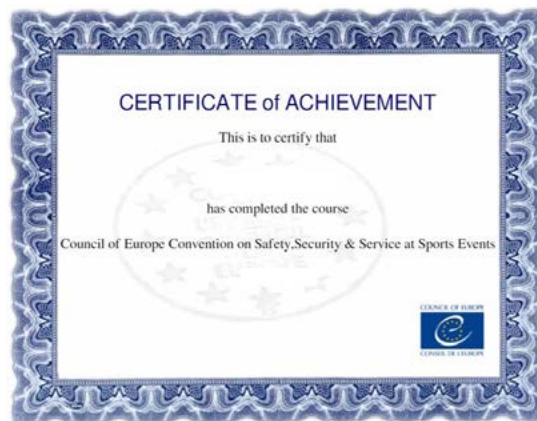 CERTIFICATE of ACHIEVEMENT
This is to certify that
has completed the course
Council of Europe Convention on Safety,Security & Service at Sports Events
COUNCIL OF EUROPE
CONSEIL DE L'EUROPE